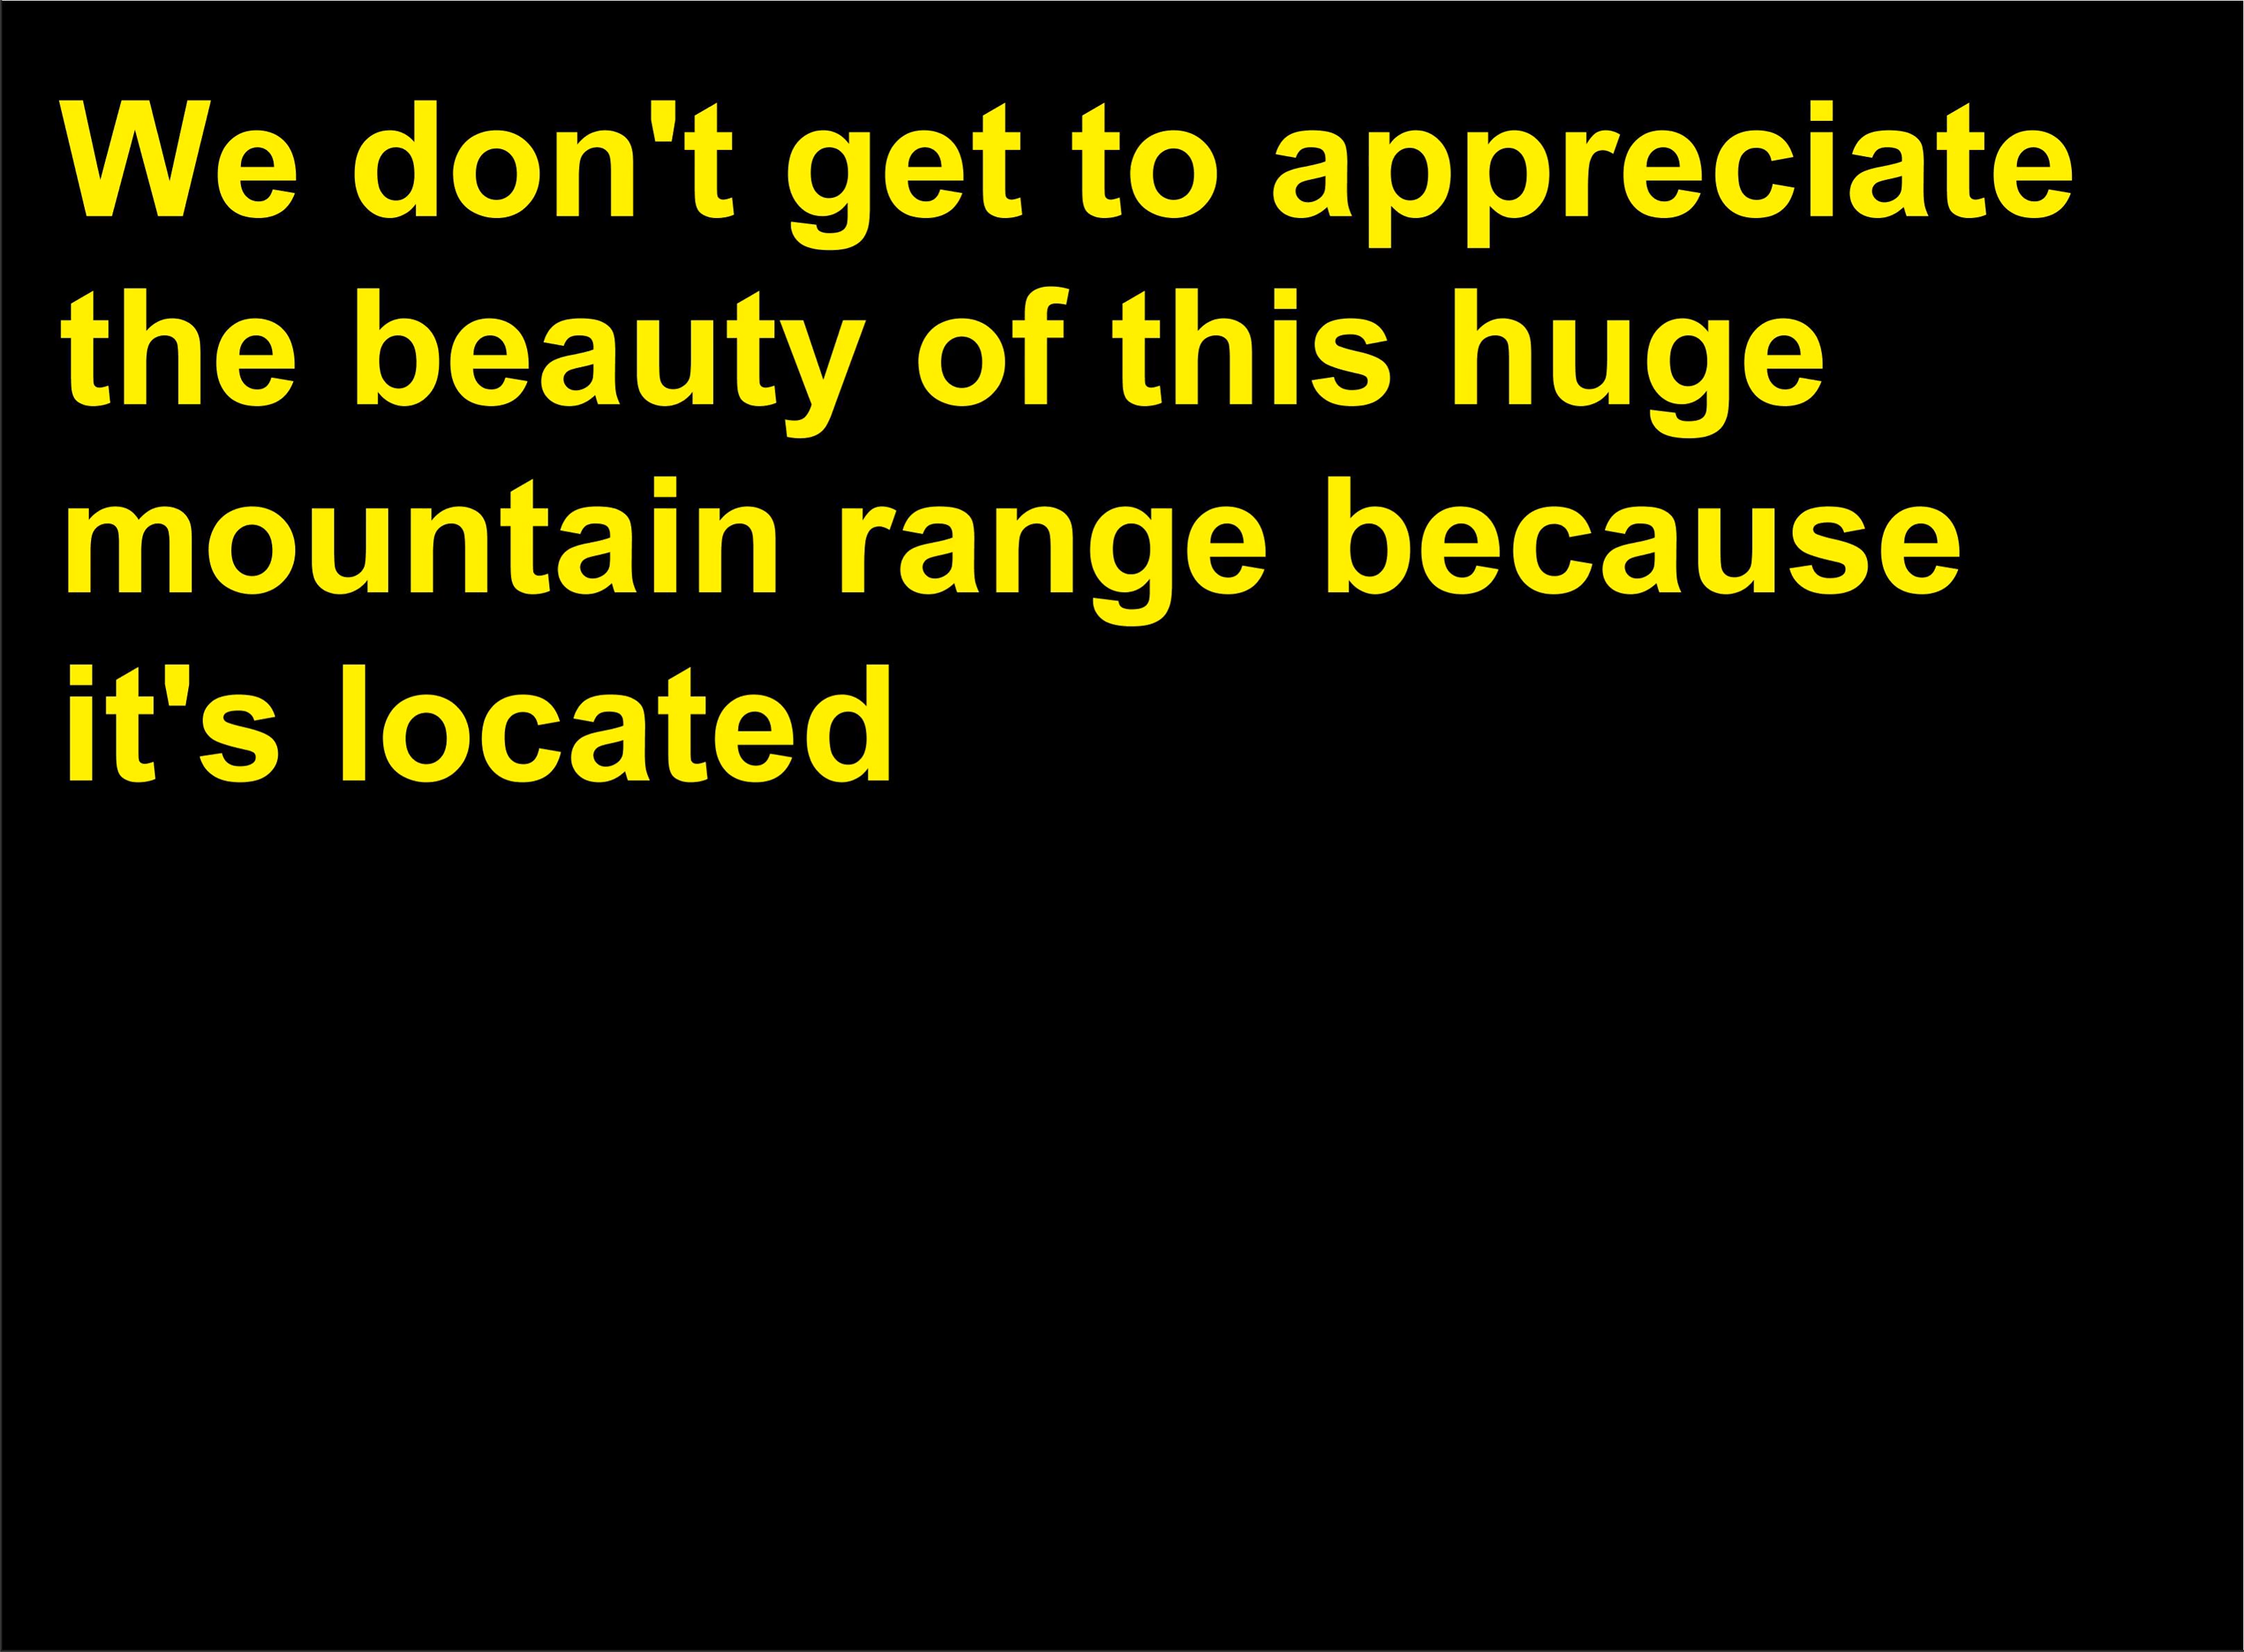 We don't get to appreciate
the beauty of this huge
mountain range because
it's located